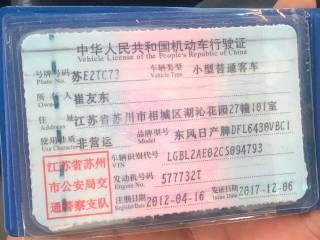 中华人民共和国机动车行驶证
Vehicle License of the People's Republic of China
号牌号码 苏E2TC73 车辆类型 小型普通客车
Plate No. Vehicle Type
所有人 崔友东
Owner
住址 江苏省苏州市相城区湖沁花园27幢101室
Address
使用性质 非营运 品牌型号 东风日产牌DFL6430VBC1
Use Character Model
江苏省苏州
市公安局交
通警察支队
车辆识别代号 LGBL2AE02CS094793
VIN
发动机号码 577732T
Engine No.
注册日期 2012-04-16 发证日期 2017-12-06